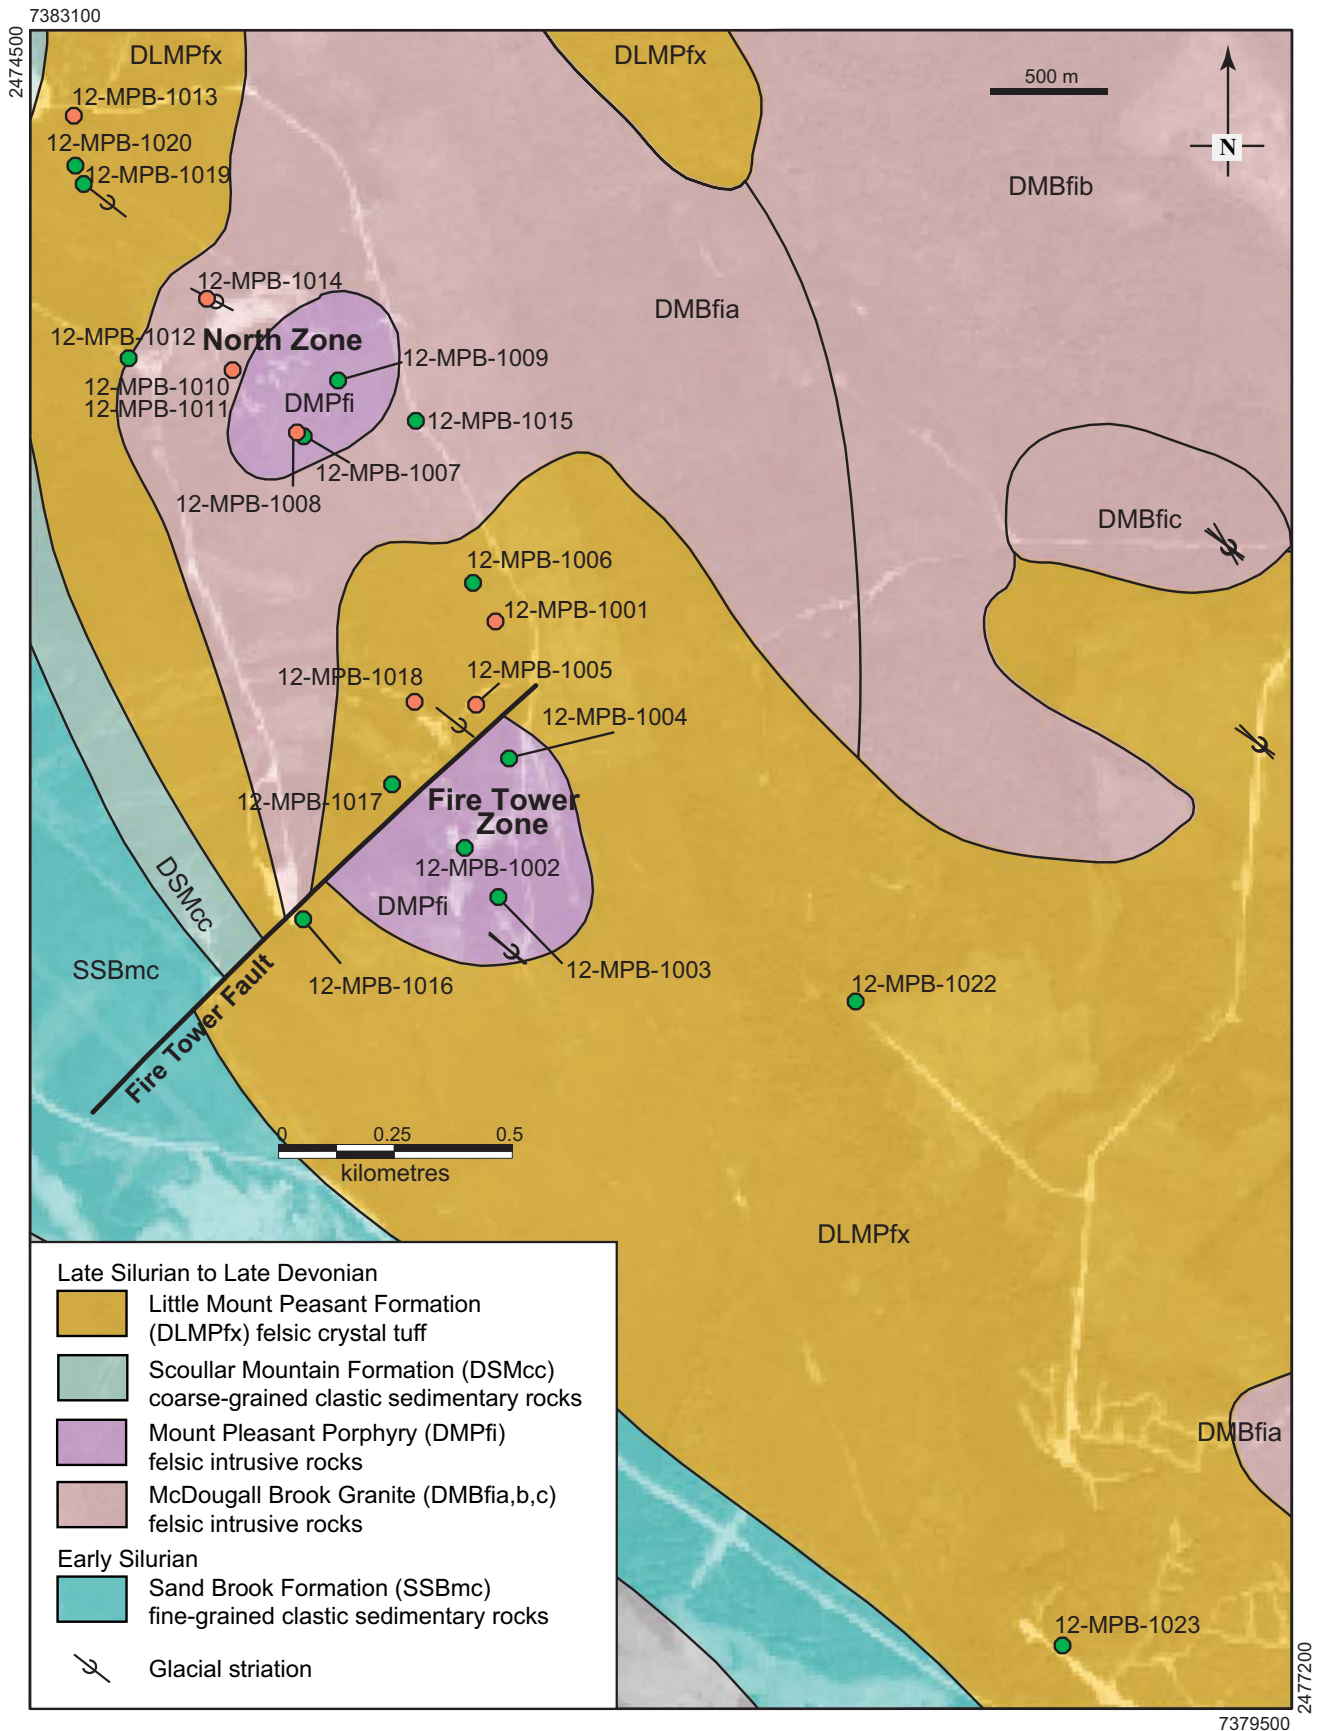 7383100
2474500
DLMPfx
DLMPfx
500 m
12-MPB-1013
12-MPB-1020
12-MPB-1019
N
DMBfib
12-MPB-1014
DMBfia
12-MPB-1012
North Zone
12-MPB-1009
12-MPB-1010
12-MPB-1011
DMPfi
12-MPB-1015
12-MPB-1007
12-MPB-1008
DMBfic
12-MPB-1006
12-MPB-1001
12-MPB-1018
12-MPB-1005
12-MPB-1004
12-MPB-1017
Fire Tower
Zone
12-MPB-1002
DSMcc
DMPfi
SSBmc
12-MPB-1003
12-MPB-1016
12-MPB-1022
Fire Tower Fault
0 0.25 0.5
kilometres
DLMPfx
Late Silurian to Late Devonian
Little Mount Peasant Formation
(DLMPfx) felsic crystal tuff
Scoullar Mountain Formation (DSMcc)
coarse-grained clastic sedimentary rocks
Mount Pleasant Porphyry (DMPfi)
felsic intrusive rocks
McDougall Brook Granite (DMBfia,b,c)
felsic intrusive rocks
Early Silurian
Sand Brook Formation (SSBmc)
fine-grained clastic sedimentary rocks
Glacial striation
DMBfia
12-MPB-1023
2477200
7379500